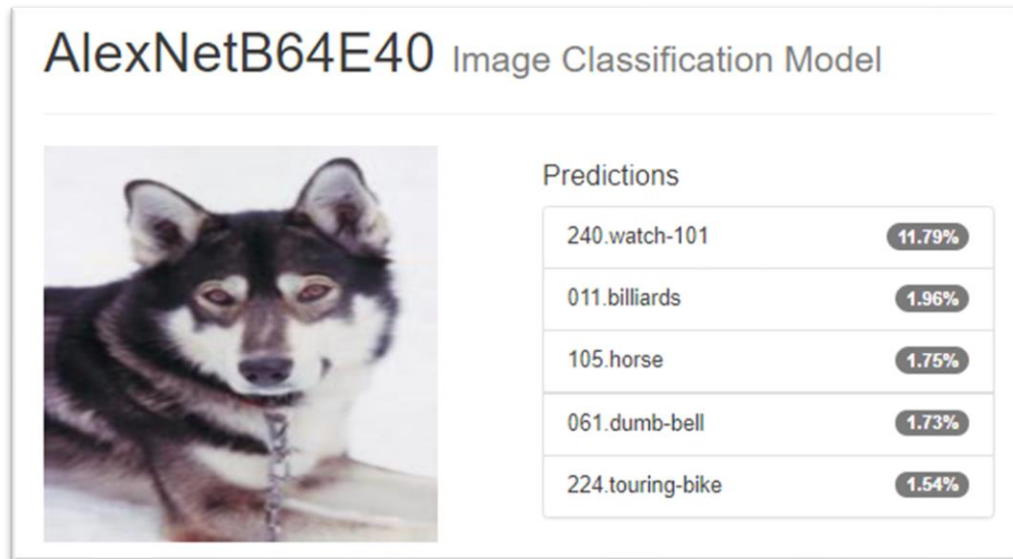 AlexNetB64E40 Image Classification Model
Predictions
240.watch-101 11.79%
011.billiards 1.96%
105.horse 1.75%
061.dumb-bell 1.73%
224.touring-bike 1.54%